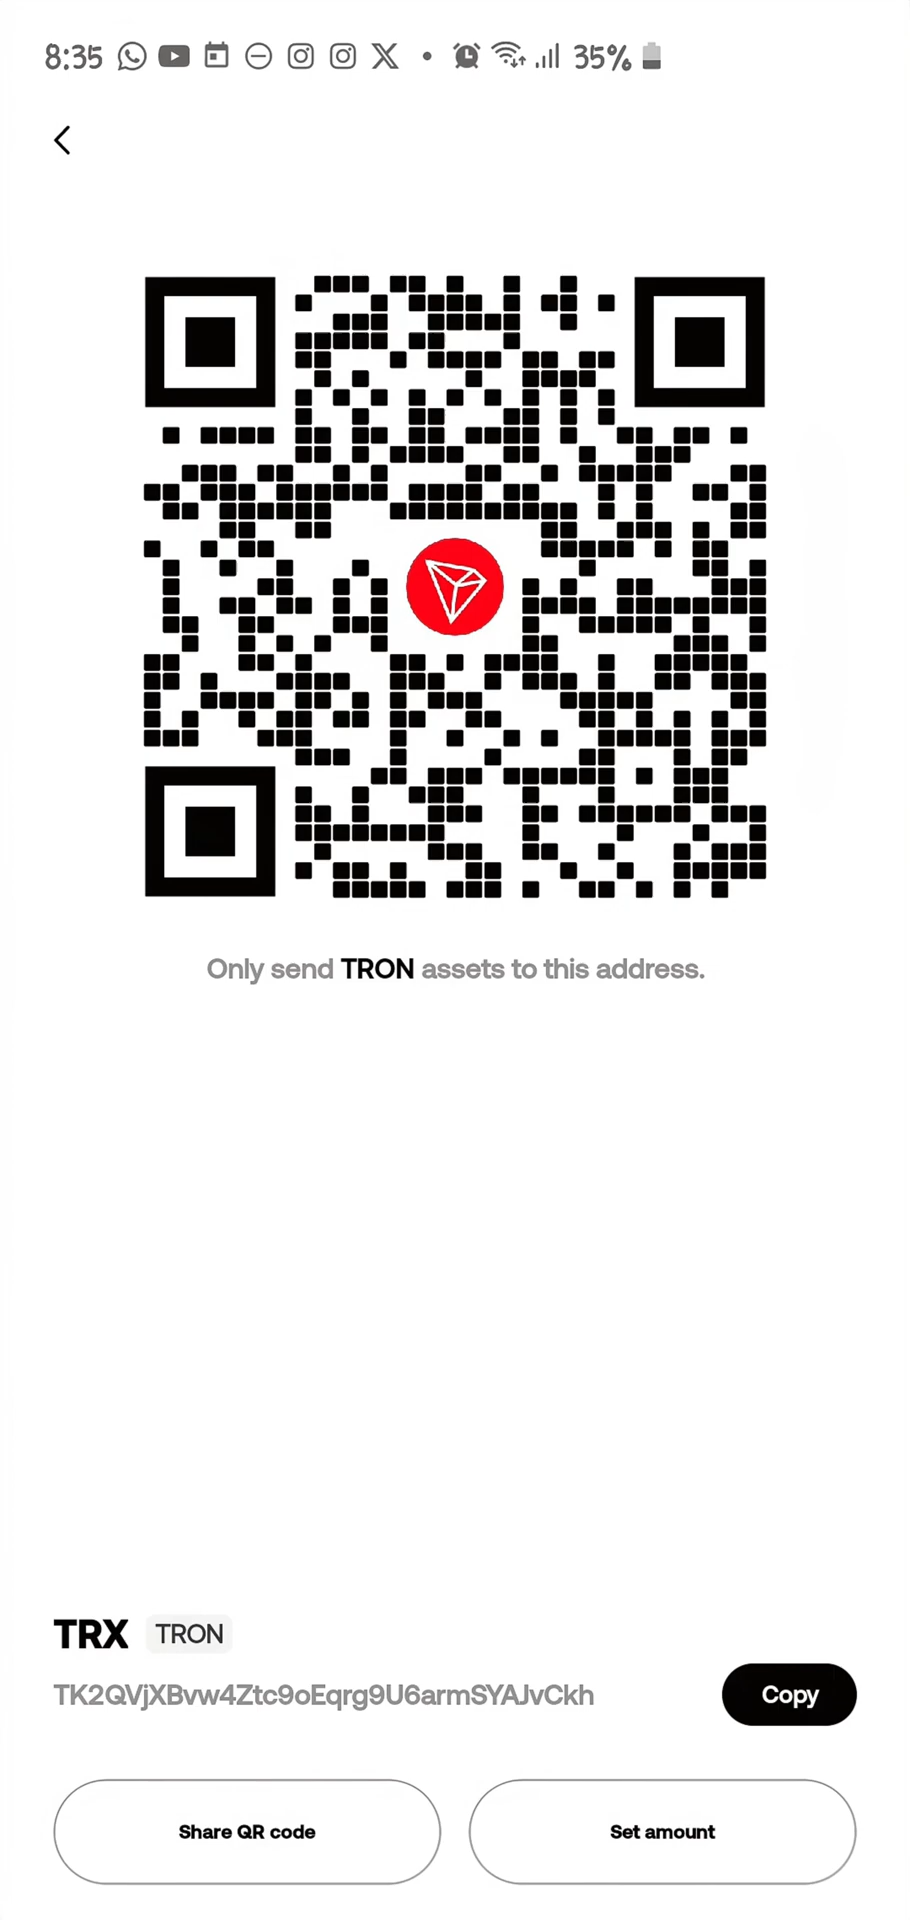 8:35 35%
Only send TRON assets to this address.
TRX TRON
TK2QVjXBvw4Ztc9oEqrg9U6armSYAJvCkh
Copy
Share QR code
Set amount